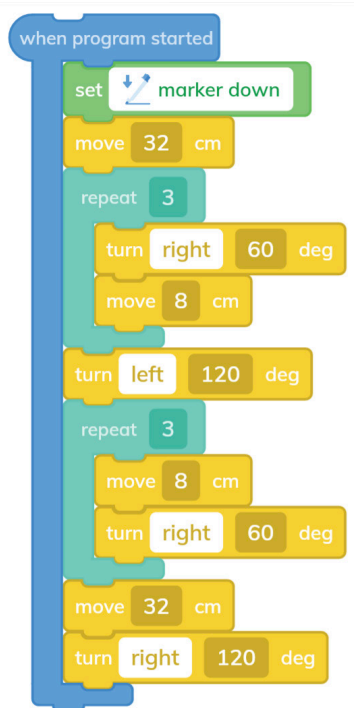 when program started
set marker down
move 32 cm
repeat 3
turn right 60 deg
move 8 cm
turn left 120 deg
repeat 3
move 8 cm
turn right 60 deg
move 32 cm
turn right 120 deg